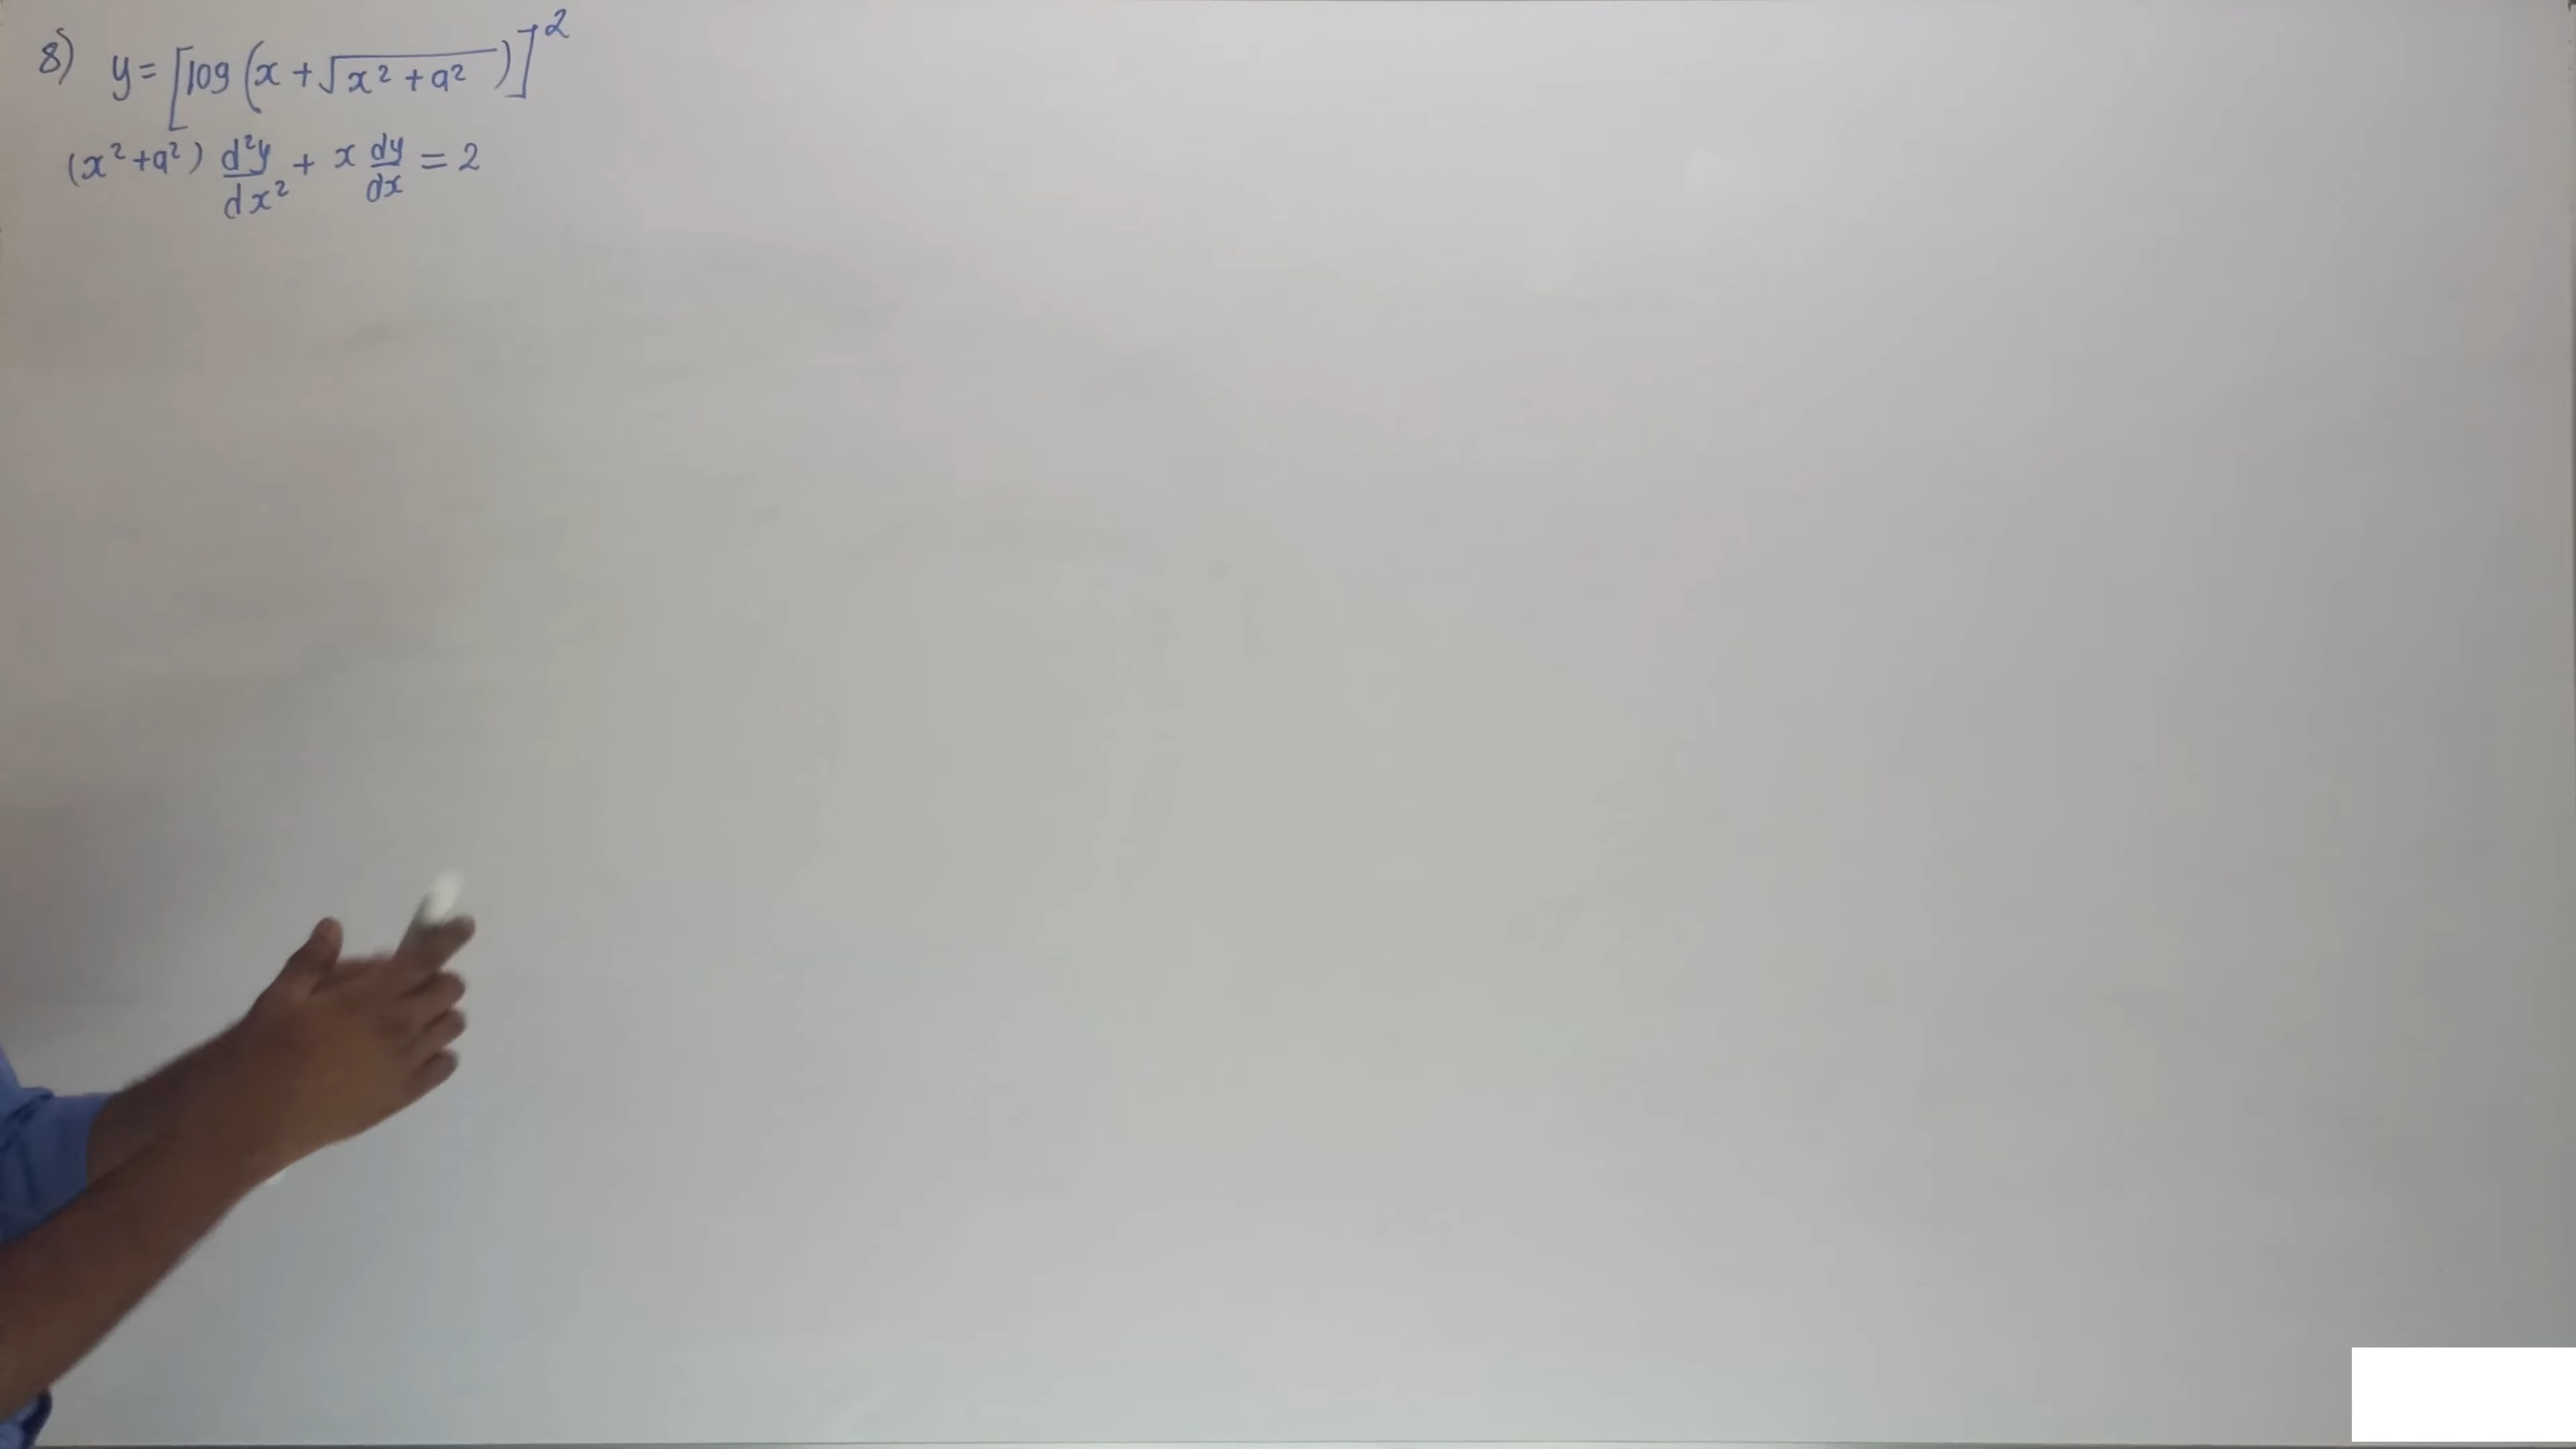 8) y = [log (x + √(x² + a²))]²
(x² + a²) d²y/dx² + x dy/dx = 2